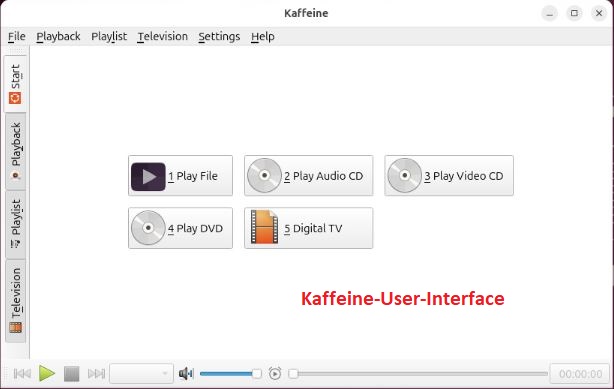 Kaffeine
File Playback Playlist Television Settings Help
Start
Playback
Playlist
Television
1 Play File 2 Play Audio CD 3 Play Video CD
4 Play DVD 5 Digital TV
Kaffeine-User-Interface
00:00:00